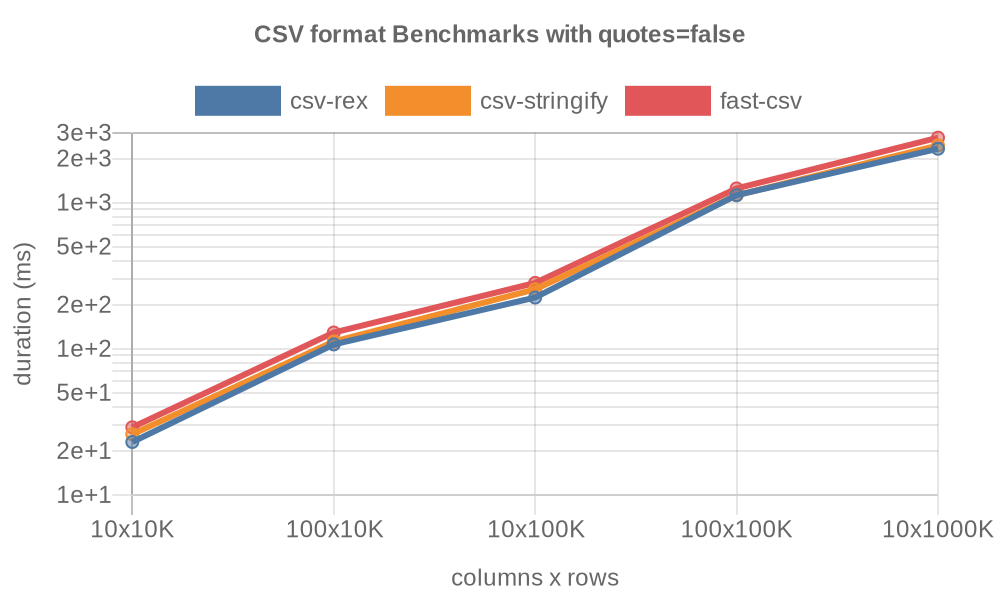 CSV format Benchmarks with quotes=false
csv-rex csv-stringify fast-csv
3e+3
2e+3
1e+3
5e+2
2e+2
1e+2
5e+1
2e+1
1e+1
duration (ms)
10x10K 100x10K 10x100K 100x100K 10x1000K
columns x rows